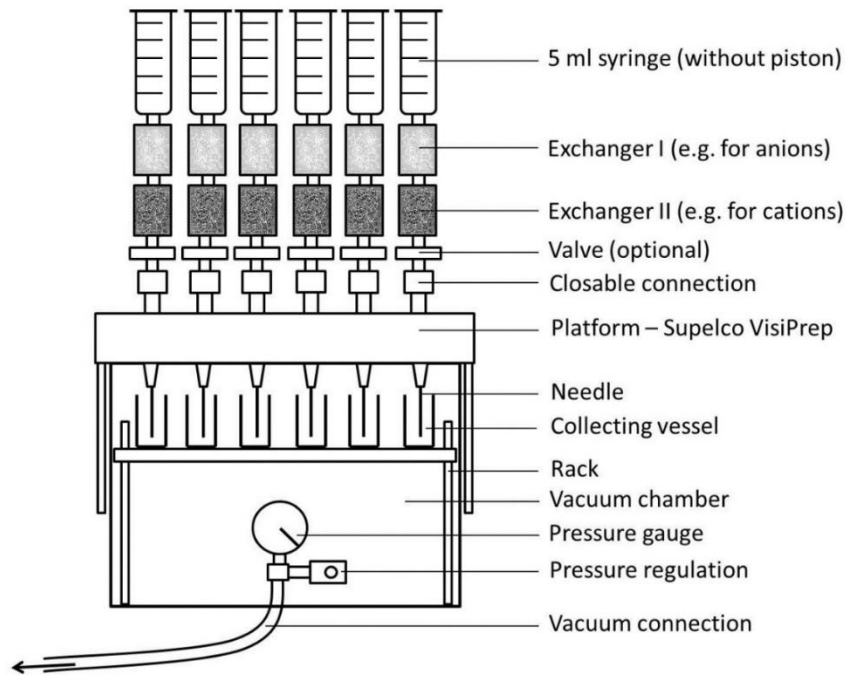 5 ml syringe (without piston)
Exchanger I (e.g. for anions)
Exchanger II (e.g. for cations)
Valve (optional)
Closable connection
Platform – Supelco VisiPrep
Needle
Collecting vessel
Rack
Vacuum chamber
Pressure gauge
Pressure regulation
Vacuum connection